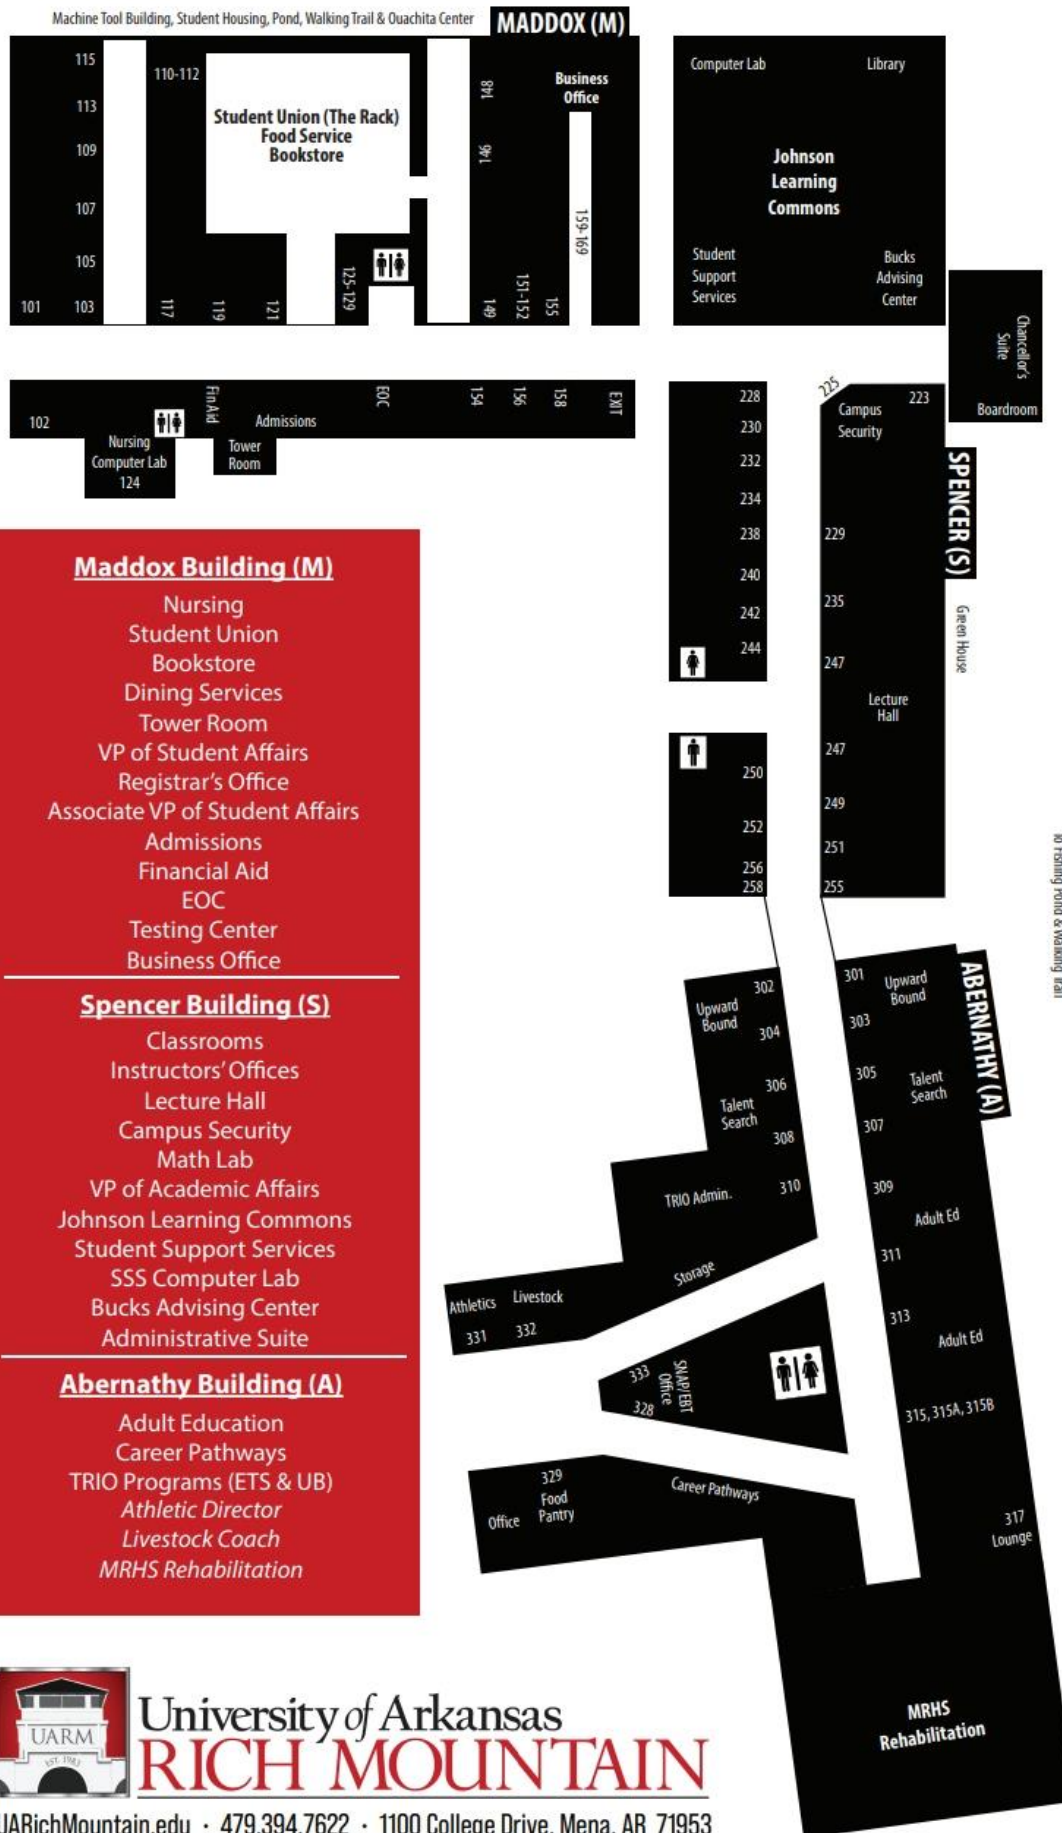 Machine Tool Building, Student Housing, Pond, Walking Trail & Ouachita Center
MADDOX (M)
115
110-112
113
109
107
105
101
103
117
119
121
125-129
Student Union (The Rack)
Food Service
Bookstore
148
146
149
151-152
155
Business
Office
159-169
Computer Lab
Library
Johnson
Learning
Commons
Student
Support
Services
Bucks
Advising
Center
Chancellor's
Suite
Boardroom
102
Fin Aid
Admissions
EOC
154
156
158
EXIT
Nursing
Computer Lab
124
Tower
Room
228
230
232
234
238
240
242
244
250
252
256
258
225
223
Campus
Security
SPENCER (S)
229
235
247
Green House
Lecture
Hall
247
249
251
255
To Fishing Pond & Walking Trail
Maddox Building (M)
Nursing
Student Union
Bookstore
Dining Services
Tower Room
VP of Student Affairs
Registrar's Office
Associate VP of Student Affairs
Admissions
Financial Aid
EOC
Testing Center
Business Office
Spencer Building (S)
Classrooms
Instructors' Offices
Lecture Hall
Campus Security
Math Lab
VP of Academic Affairs
Johnson Learning Commons
Student Support Services
SSS Computer Lab
Bucks Advising Center
Administrative Suite
Abernathy Building (A)
Adult Education
Career Pathways
TRIO Programs (ETS & UB)
Athletic Director
Livestock Coach
MRHS Rehabilitation
ABERNATHY (A)
302
Upward
Bound
304
306
Talent
Search
308
TRIO Admin.
310
Storage
Athletics
331
Livestock
332
301
Upward
Bound
303
305
Talent
Search
307
309
Adult Ed
311
313
Adult Ed
315, 315A, 315B
317
Lounge
333
SNAP/EBT
Office
328
329
Food
Pantry
Office
Career Pathways
MRHS
Rehabilitation
UARM
EST. 1983
University of Arkansas
RICH MOUNTAIN
UARichMountain.edu · 479.394.7622 · 1100 College Drive, Mena, AR 71953